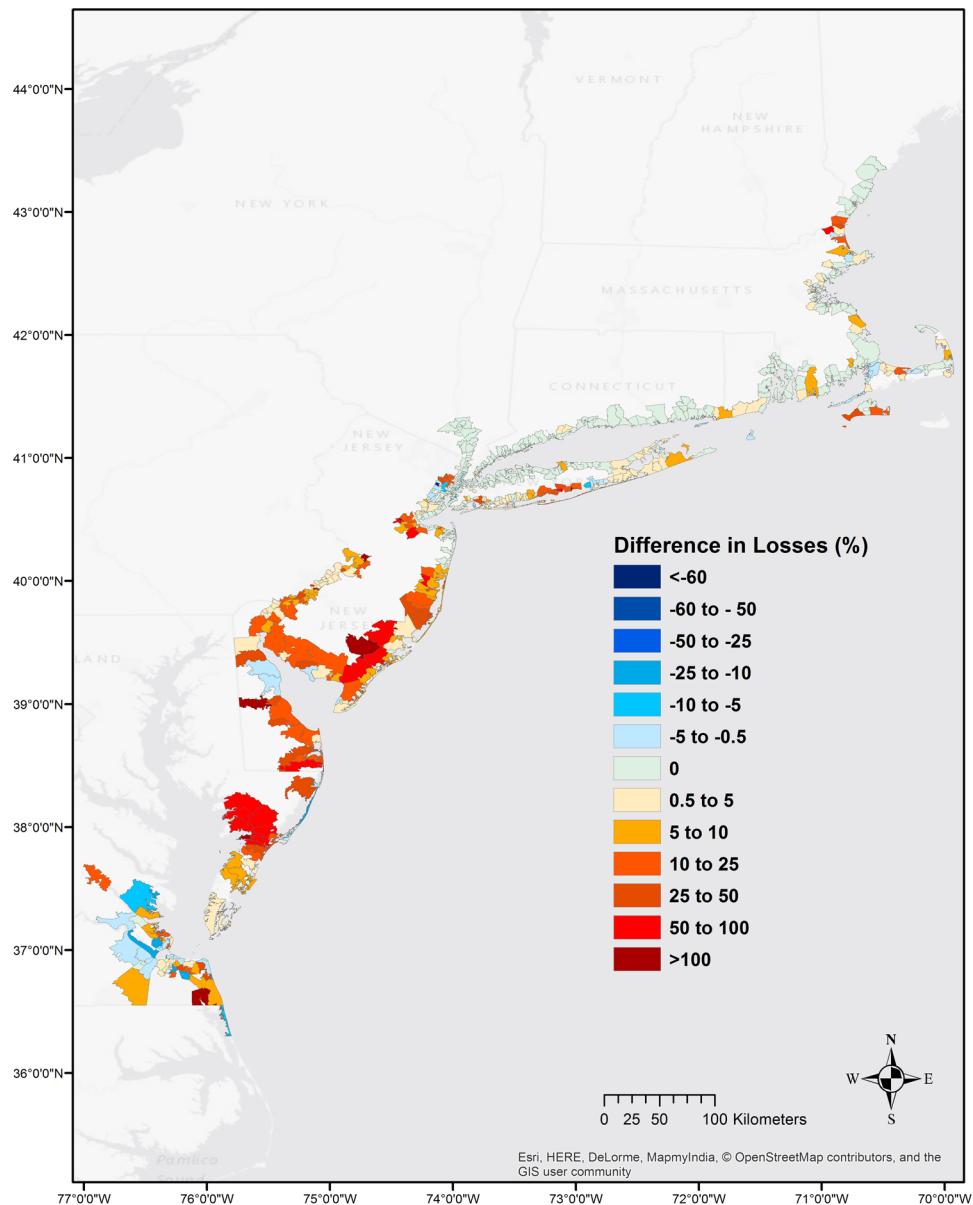 44°0'0"N
43°0'0"N
42°0'0"N
41°0'0"N
40°0'0"N
39°0'0"N
38°0'0"N
37°0'0"N
36°0'0"N
VERMONT
NEW
HAMPSHIRE
NEW YORK
MASSACHUSETTS
CONNECTICUT
NEW
JERSEY
NEW
LAND
Pamlico
Sound
Difference in Losses (%)
<-60
-60 to - 50
-50 to -25
-25 to -10
-10 to -5
-5 to -0.5
0
0.5 to 5
5 to 10
10 to 25
25 to 50
50 to 100
>100
N
W E
S
0 25 50 100 Kilometers
Esri, HERE, DeLorme, MapmyIndia, © OpenStreetMap contributors, and the
GIS user community
77°0'0"W 76°0'0"W 75°0'0"W 74°0'0"W 73°0'0"W 72°0'0"W 71°0'0"W 70°0'0"W